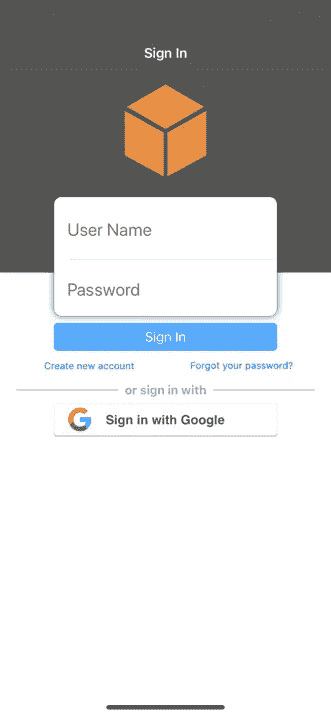 Sign In
User Name
Password
Sign In
Create new account Forgot your password?
or sign in with
Sign in with Google